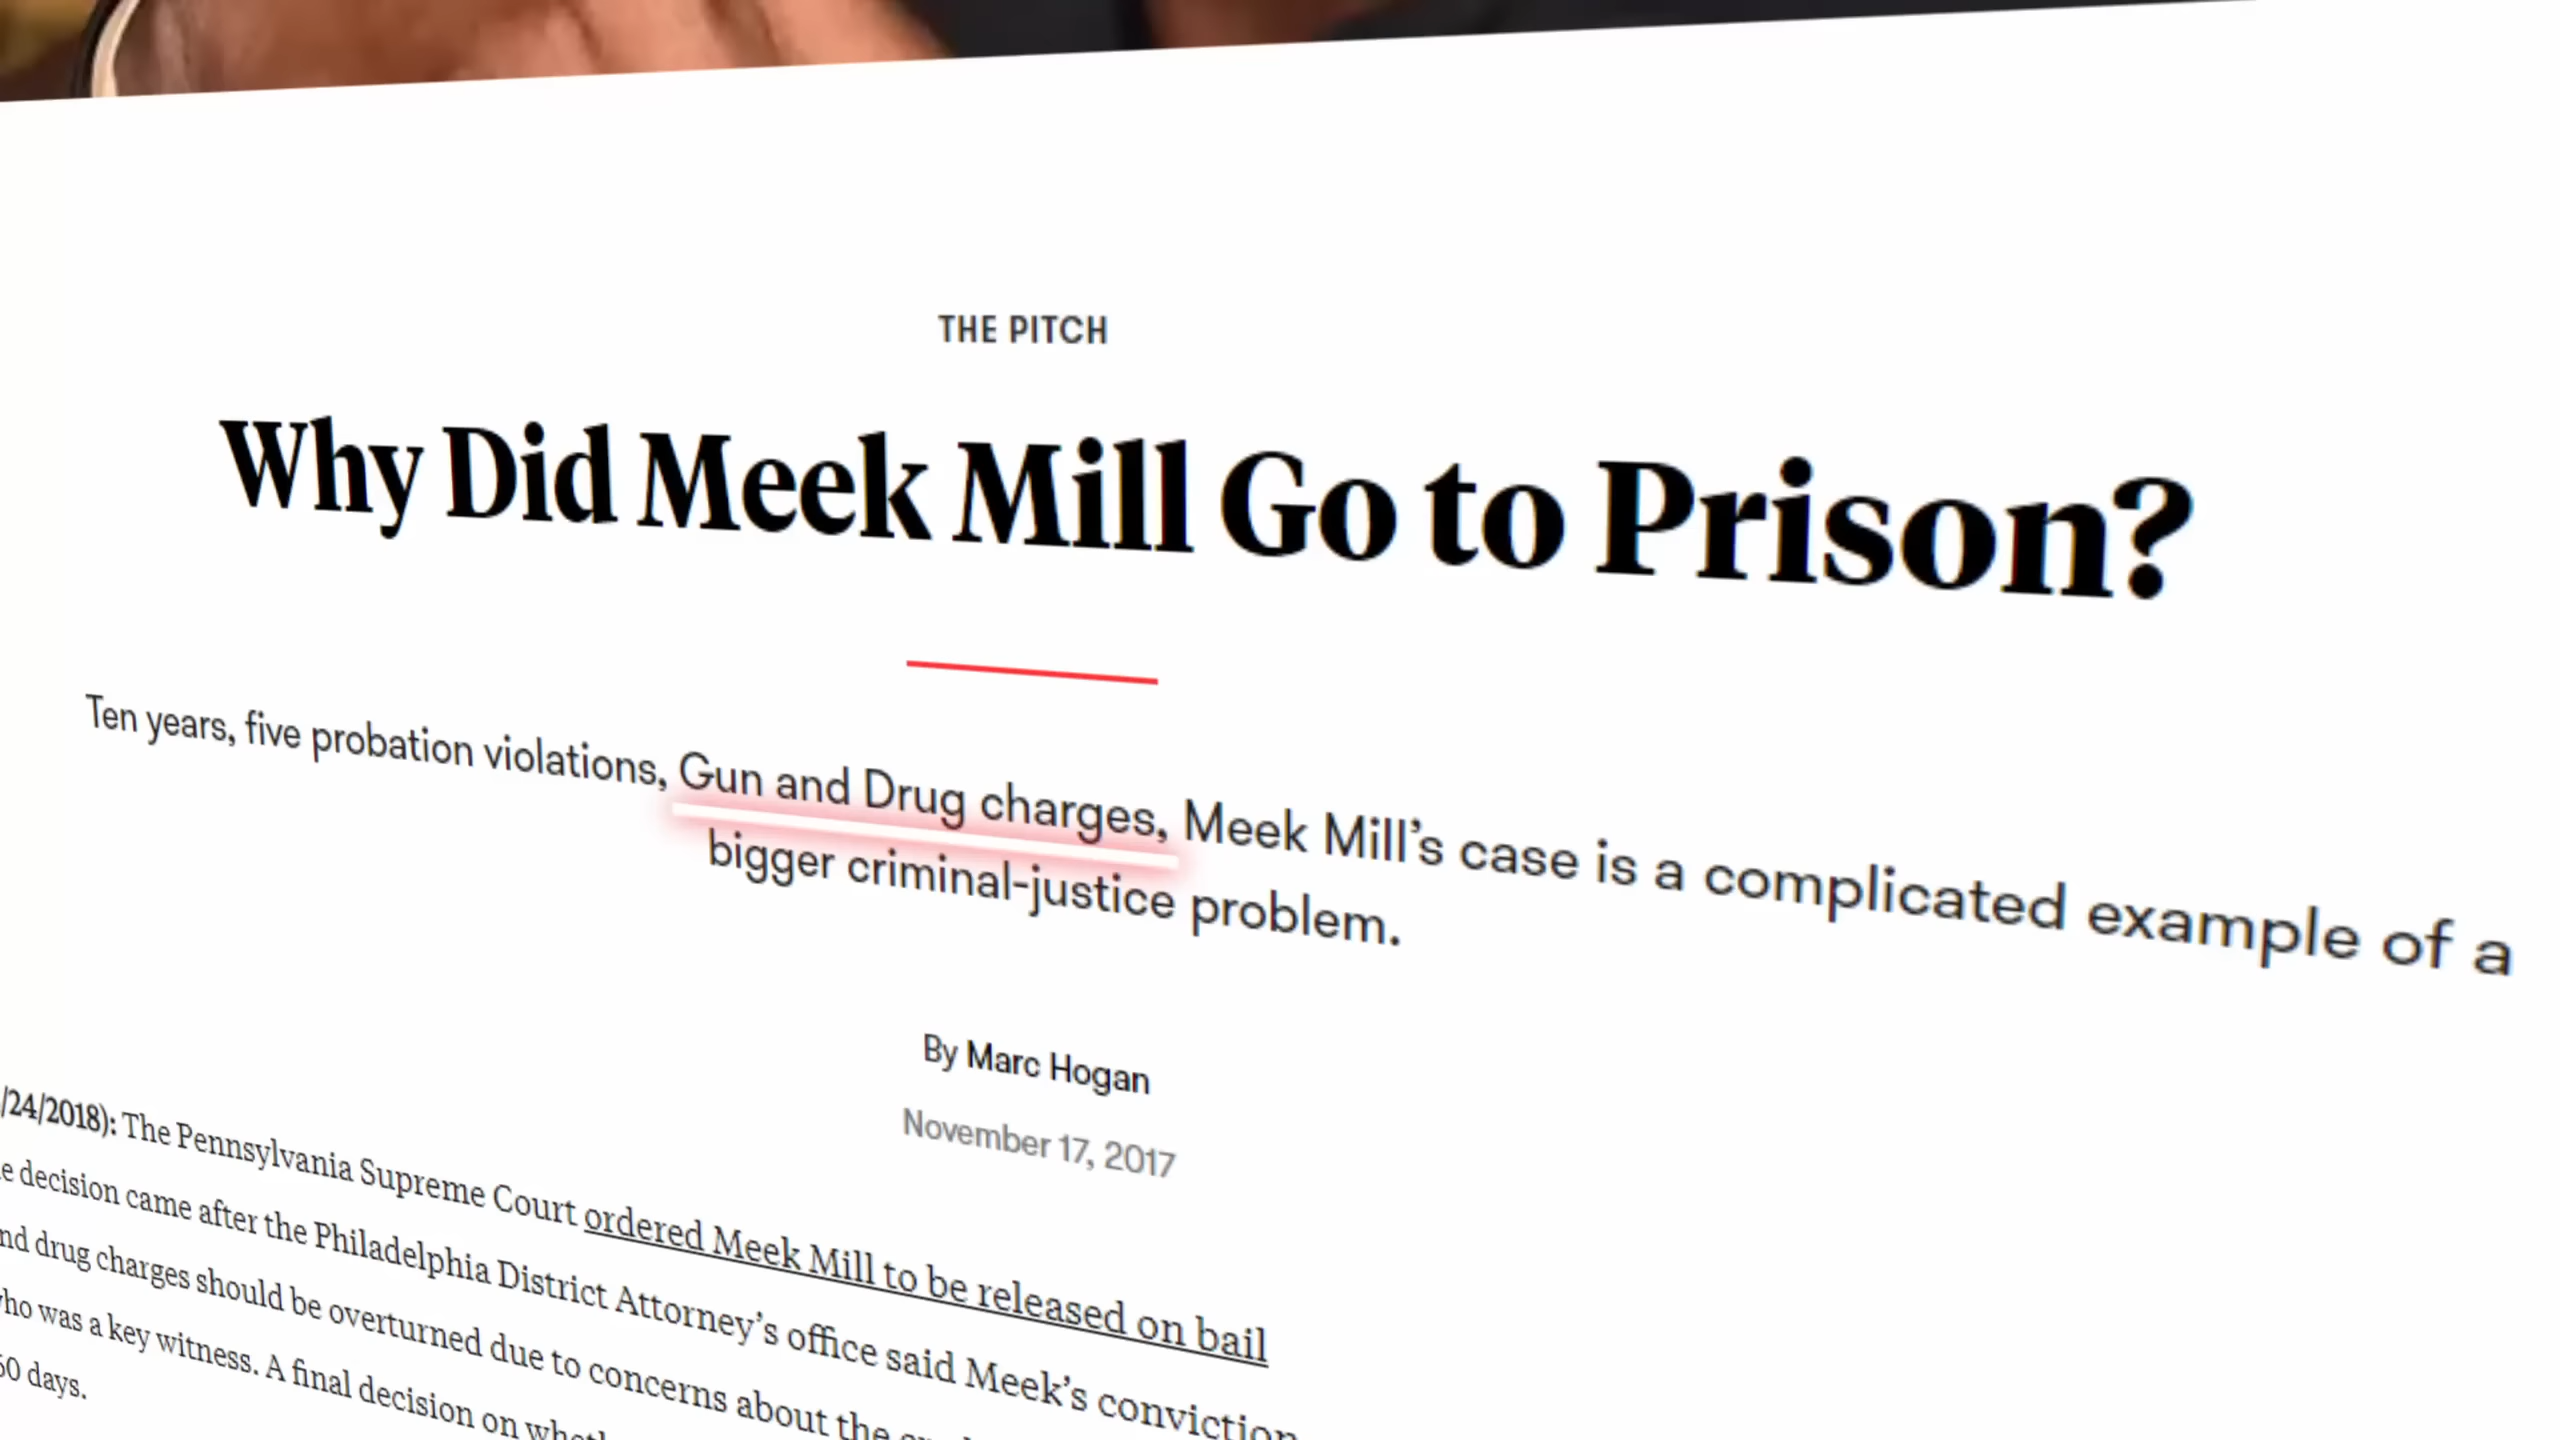 THE PITCH
Why Did Meek Mill Go to Prison?
Ten years, five probation violations, Gun and Drug charges, Meek Mill's case is a complicated example of a
bigger criminal-justice problem.
By Marc Hogan
November 17, 2017
/24/2018): The Pennsylvania Supreme Court ordered Meek Mill to be released on bail
decision came after the Philadelphia District Attorney's office said Meek's conviction
drug charges should be overturned due to concerns about the
was a key witness. A final decision on
days.